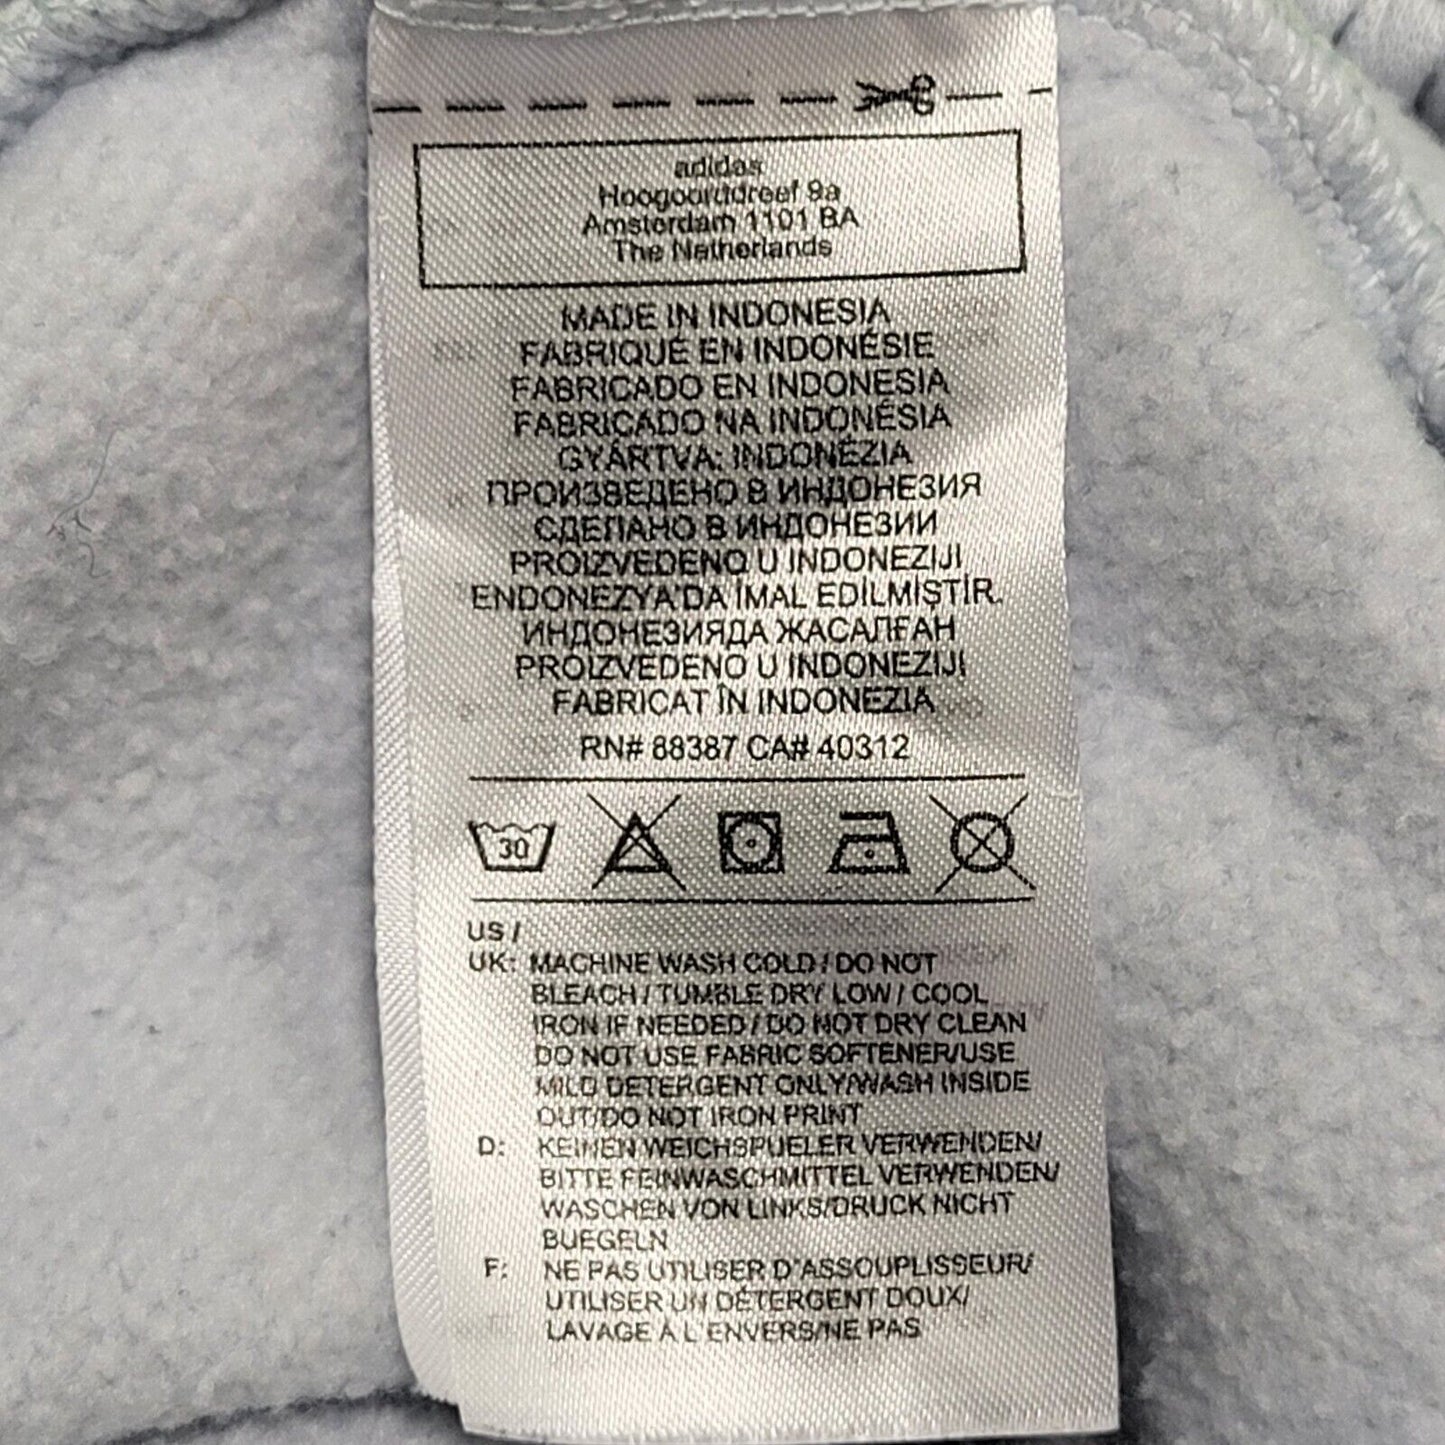 adidas
Hoogoorddreef 9a
Amsterdam 1101 BA
The Netherlands
MADE IN INDONESIA
FABRIQUÉ EN INDONÉSIE
FABRICADO EN INDONESIA
FABRICADO NA INDONÉSIA
GYÁRTVA: INDONÉZIA
ПРОИЗВЕДЕНО В ИНДОНЕЗИЯ
СДЕЛАНО В ИНДОНЕЗИИ
PROIZVEDENO U INDONEZIJI
ENDONEZYA'DA İMAL EDİLMİŞTİR.
ИНДОНЕЗИЯДА ЖАСАЛҒАН
PROIZVEDENO U INDONEZIJI
FABRICAT ÎN INDONEZIA
RN# 88387 CA# 40312
30
US /
UK: MACHINE WASH COLD / DO NOT
BLEACH / TUMBLE DRY LOW / COOL
IRON IF NEEDED / DO NOT DRY CLEAN
DO NOT USE FABRIC SOFTENER/USE
MILD DETERGENT ONLY/WASH INSIDE
OUT/DO NOT IRON PRINT
D: KEINEN WEICHSPUELER VERWENDEN/
BITTE FEINWASCHMITTEL VERWENDEN/
WASCHEN VON LINKS/DRUCK NICHT
BUEGELN
F: NE PAS UTILISER D'ASSOUPLISSEUR/
UTILISER UN DÉTERGENT DOUX/
LAVAGE À L'ENVERS/NE PAS